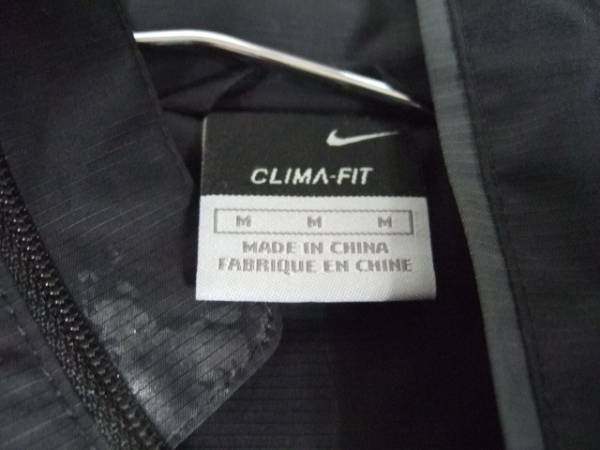 CLIMA-FIT
M M M
MADE IN CHINA
FABRIQUE EN CHINE